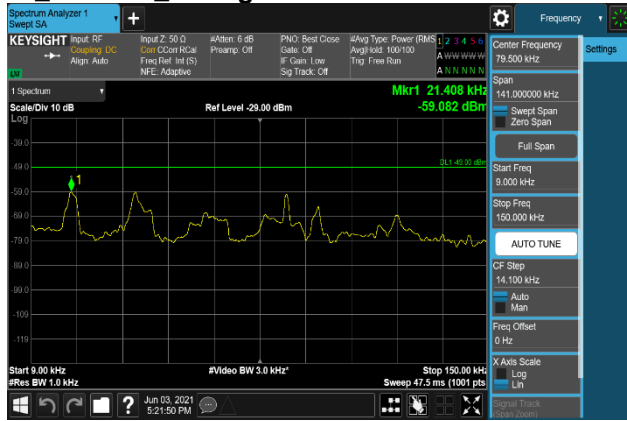 Spectrum Analyzer 1
Swept SA
+
Frequency
KEYSIGHT
Input: RF
Coupling: DC
Align: Auto
Input Z: 50 Ω
Corr CCorr RCal
Freq Ref: Int (S)
NFE: Adaptive
#Atten: 6 dB
Preamp: Off
PNO: Best Close
Gate: Off
IF Gain: Low
Sig Track: Off
#Avg Type: Power (RMS
Avg|Hold: 100/100
Trig: Free Run
1 2 3 4 5 6
A W W W W W
A N N N N N
LXI
1 Spectrum
Scale/Div 10 dB
Log
Ref Level -29.00 dBm
Mkr1 21.408 kHz
-59.082 dBm
-39.0
-49.0
DL1 -49.00 dBm
1
-59.0
-69.0
-79.0
-89.0
-99.0
-109
-119
Start 9.00 kHz
#Res BW 1.0 kHz
#Video BW 3.0 kHz*
Stop 150.00 kHz
Sweep 47.5 ms (1001 pts
?
Jun 03, 2021
5:21:50 PM
Center Frequency
79.500 kHz
Settings
Span
141.000000 kHz
Swept Span
Zero Span
Full Span
Start Freq
9.000 kHz
Stop Freq
150.000 kHz
AUTO TUNE
CF Step
14.100 kHz
Auto
Man
Freq Offset
0 Hz
X Axis Scale
Log
Lin
Signal Track
(Span Zoom)